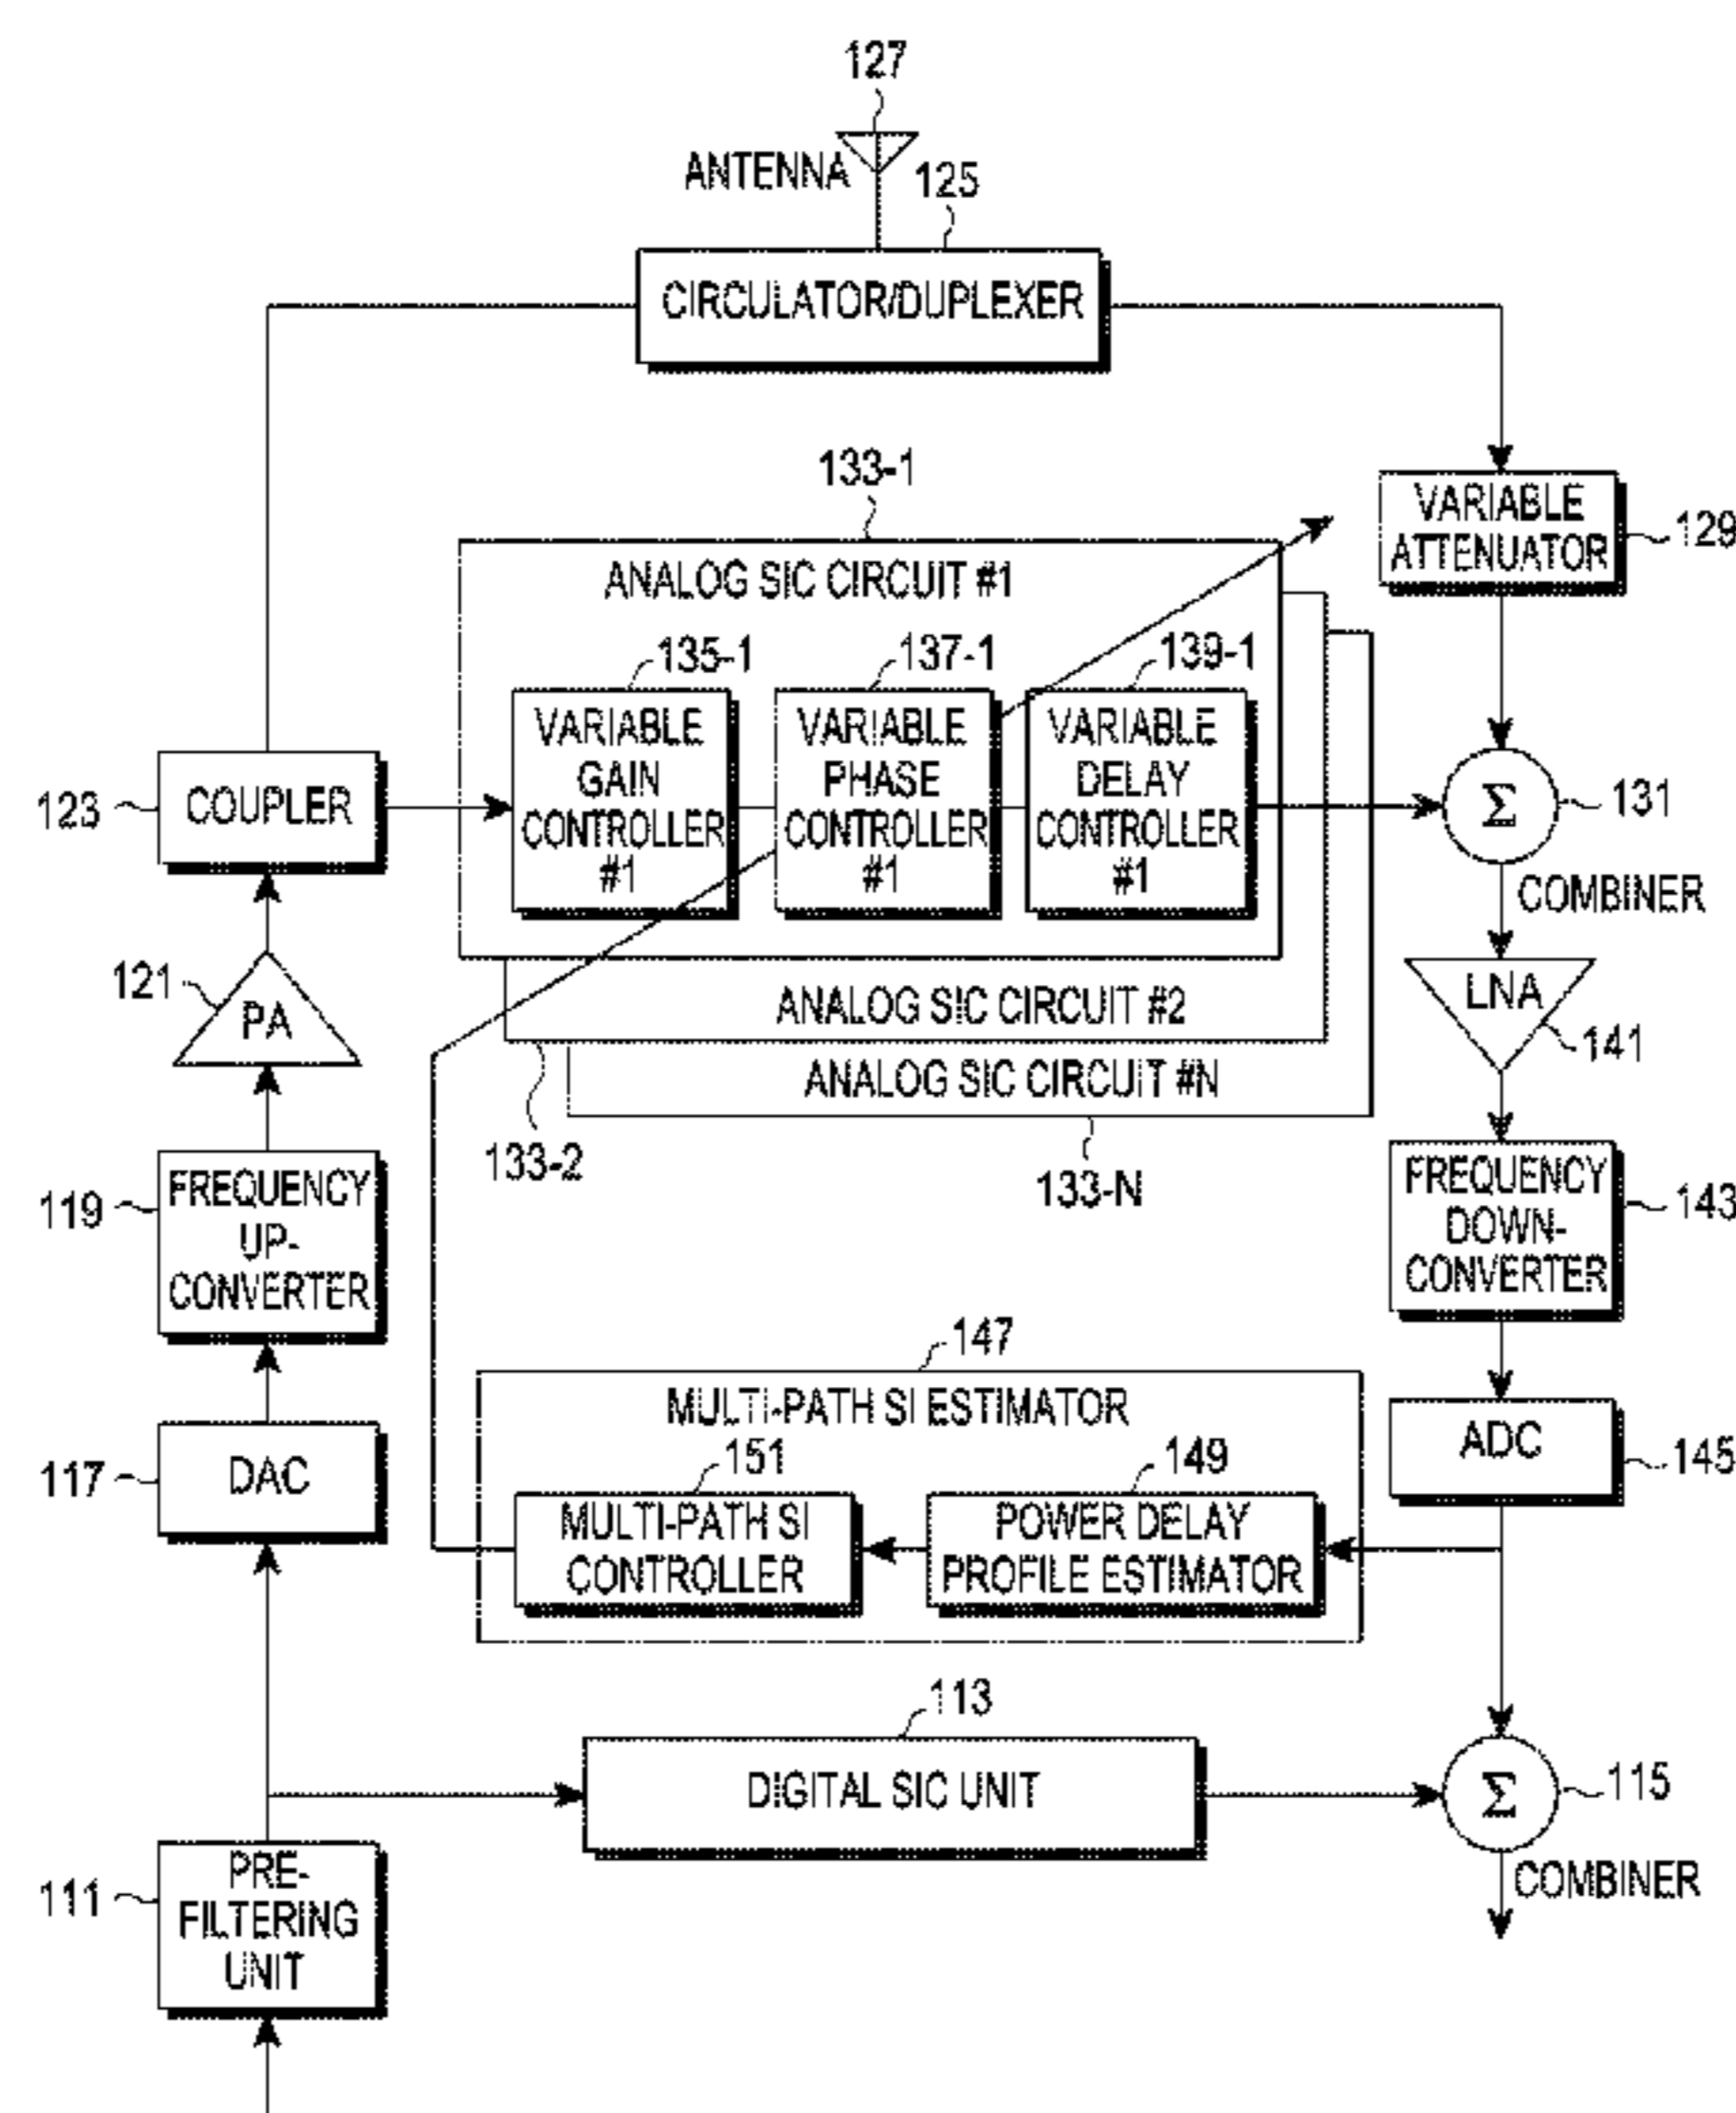 127
ANTENNA
125
CIRCULATOR/DUPLEXER
133-1
VARIABLE
ATTENUATOR
129
ANALOG SIC CIRCUIT #1
135-1
137-1
139-1
VARIABLE
GAIN
CONTROLLER
#1
VARIABLE
PHASE
CONTROLLER
#1
VARIABLE
DELAY
CONTROLLER
#1
123
COUPLER
Σ
131
COMBINER
121
PA
ANALOG SIC CIRCUIT #2
LNA
141
ANALOG SIC CIRCUIT #N
133-2
133-N
119
FREQUENCY
UP-
CONVERTER
FREQUENCY
DOWN-
CONVERTER
143
147
MULTI-PATH SI ESTIMATOR
117
DAC
151
149
ADC
145
MULTI-PATH SI
CONTROLLER
POWER DELAY
PROFILE ESTIMATOR
113
DIGITAL SIC UNIT
Σ
115
COMBINER
111
PRE-
FILTERING
UNIT